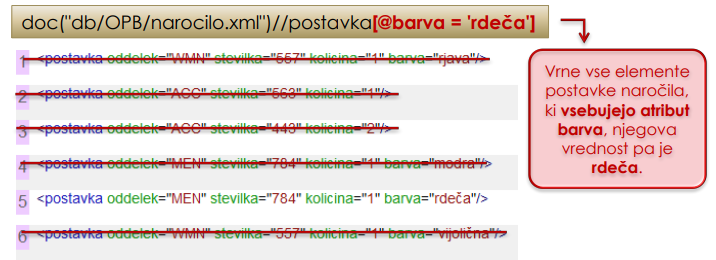 doc("db/OPB/narocilo.xml")//postavka[@barva = 'rdeča']
1 <postavka oddelek="WMN" stevilka="557" kolicina="1" barva="rjava"/>
2 <postavka oddelek="ACC" stevilka="563" kolicina="1"/>
3 <postavka oddelek="ACC" stevilka="443" kolicina="2"/>
4 <postavka oddelek="MEN" stevilka="784" kolicina="1" barva="modra"/>
5 <postavka oddelek="MEN" stevilka="784" kolicina="1" barva="rdeča"/>
6 <postavka oddelek="WMN" stevilka="557" kolicina="1" barva="vijolična"/>
Vrne vse elemente
postavke naročila,
ki vsebujejo atribut
barva, njegova
vrednost pa je
rdeča.